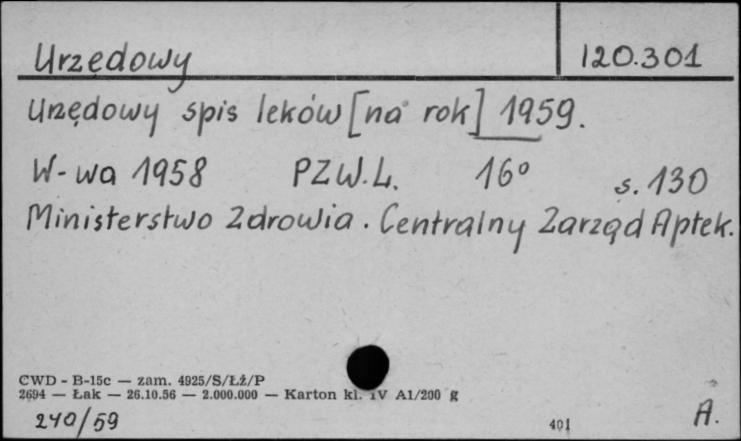 Urzędowy 120.301
Urzędowy spis leków [na rok] 1959.
W-wa 1958 PZW.L. 16° s. 130
Ministerstwo Zdrowia. Centralny Zarząd Aptek.
CWD - B-15c — zam. 4925/S/ŁŻ/P
2694 — Łak — 26.10.56 — 2.000.000 — Karton kl. IV A1/200 g
240/59 401 A.